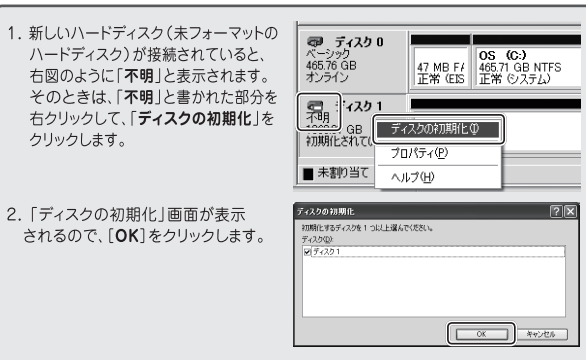 1. 新しいハードディスク（未フォーマットの
ハードディスク）が接続されていると、
右図のように「不明」と表示されます。
そのときは、「不明」と書かれた部分を
右クリックして、「ディスクの初期化」を
クリックします。
ディスク 0
ベーシック
465.76 GB
オンライン
47 MB FA
正常 (EIS
OS (C:)
465.71 GB NTFS
正常 (システム)
ディスク 1
不明
GB
初期化されてい
ディスクの初期化(I)
プロパティ(P)
ヘルプ(H)
未割り当て
2. 「ディスクの初期化」画面が表示
されるので、[OK]をクリックします。
ディスクの初期化
初期化するディスクを 1 つ以上選んでください。
ディスク(D):
ディスク 1
OK
キャンセル